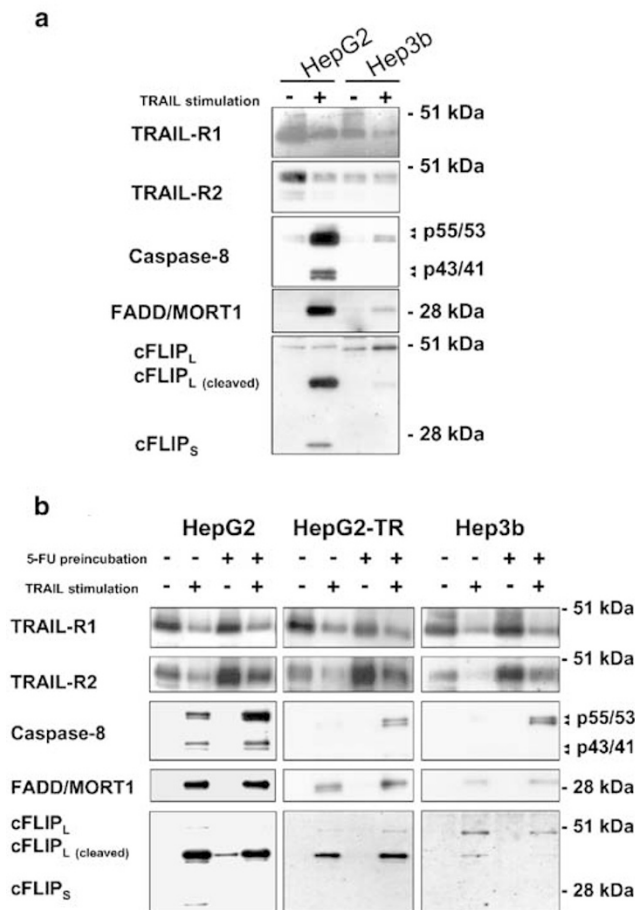 a
HepG2 Hep3b
TRAIL stimulation - + - +
TRAIL-R1 - 51 kDa
TRAIL-R2 - 51 kDa
Caspase-8 p55/53
p43/41
FADD/MORT1 - 28 kDa
cFLIPL - 51 kDa
cFLIPL (cleaved)
cFLIPS - 28 kDa
b
HepG2 HepG2-TR Hep3b
5-FU preincubation - - + + - - + + - - + +
TRAIL stimulation - + - + - + - + - + - +
TRAIL-R1 - 51 kDa
TRAIL-R2 - 51 kDa
Caspase-8 p55/53
p43/41
FADD/MORT1 - 28 kDa
cFLIPL - 51 kDa
cFLIPL (cleaved)
cFLIPS - 28 kDa